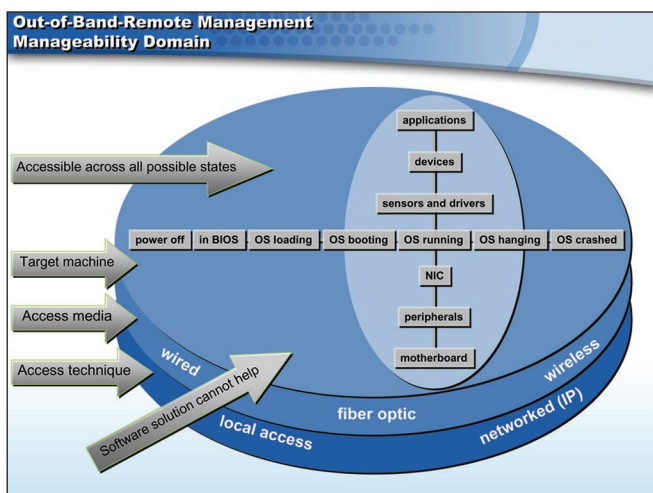 Out-of-Band-Remote Management
Manageability Domain
applications
Accessible across all possible states
devices
sensors and drivers
power off
in BIOS
OS loading
OS booting
OS running
OS hanging
OS crashed
Target machine
NIC
Access media
peripherals
motherboard
Access technique
wired
fiber optic
wireless
Software solution cannot help
local access
networked (IP)